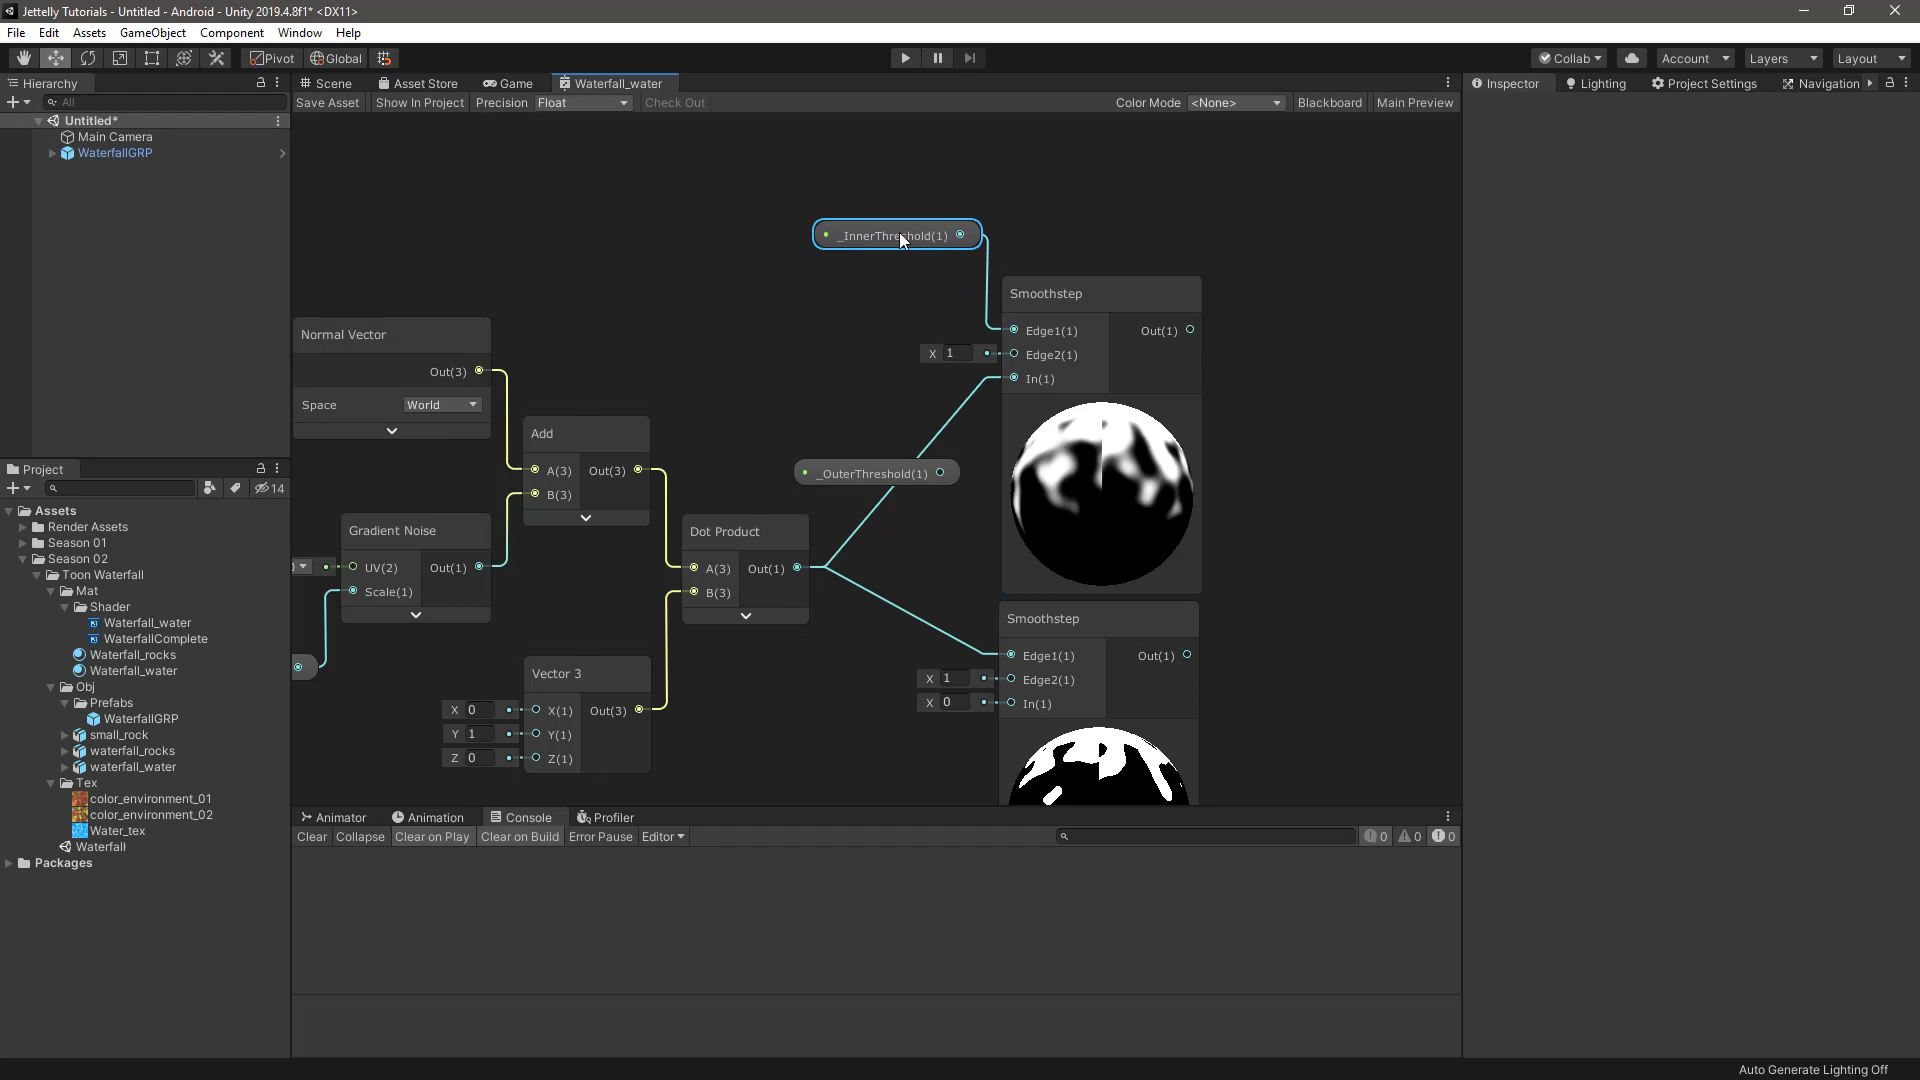 Jettelly Tutorials - Untitled - Android - Unity 2019.4.8f1* <DX11>
File Edit Assets GameObject Component Window Help
Pivot Global Collab Account Layers Layout
Hierarchy
All
Untitled*
Main Camera
WaterfallGRP
Scene Asset Store Game Waterfall_water
Save Asset Show In Project Precision Float Check Out Color Mode <None> Blackboard Main Preview
Inspector Lighting Project Settings Navigation
_InnerThreshold(1)
Smoothstep
Edge1(1) Out(1)
X 1 Edge2(1)
In(1)
Normal Vector
Out(3)
Space World
Add
A(3) Out(3)
B(3)
_OuterThreshold(1)
Gradient Noise
UV(2) Out(1)
Scale(1)
Dot Product
A(3) Out(1)
B(3)
Smoothstep
Edge1(1) Out(1)
X 1 Edge2(1)
X 0 In(1)
Vector 3
X 0 X(1) Out(3)
Y 1 Y(1)
Z 0 Z(1)
Project
14
Assets
Render Assets
Season 01
Season 02
Toon Waterfall
Mat
Shader
Waterfall_water
WaterfallComplete
Waterfall_rocks
Waterfall_water
Obj
Prefabs
WaterfallGRP
small_rock
waterfall_rocks
waterfall_water
Tex
color_environment_01
color_environment_02
Water_tex
Waterfall
Packages
Animator Animation Console Profiler
Clear Collapse Clear on Play Clear on Build Error Pause Editor 0 0 0
Auto Generate Lighting Off